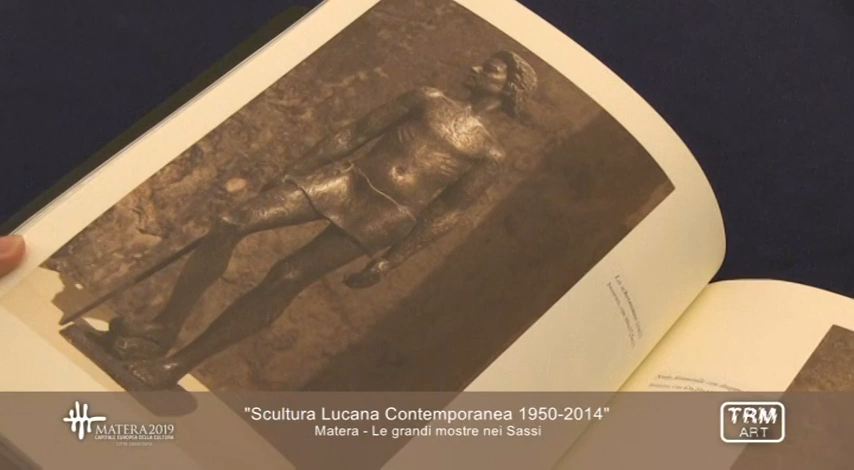 "Scultura Lucana Contemporanea 1950-2014"
Matera - Le grandi mostre nei Sassi
MATERA 2019
CAPITALE EUROPEA DELLA CULTURA
TRM
ART